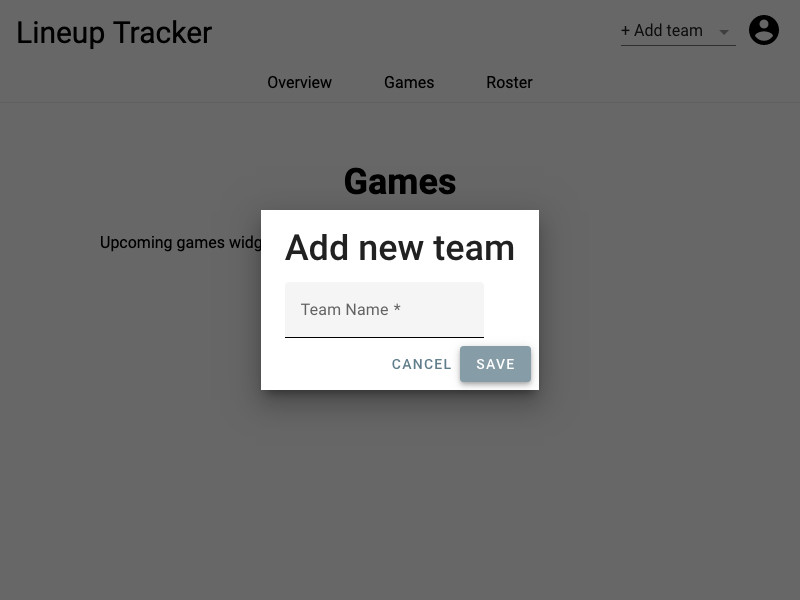 Lineup Tracker
+ Add team
Overview Games Roster
Games
Upcoming games widg
Add new team
Team Name *
CANCEL SAVE